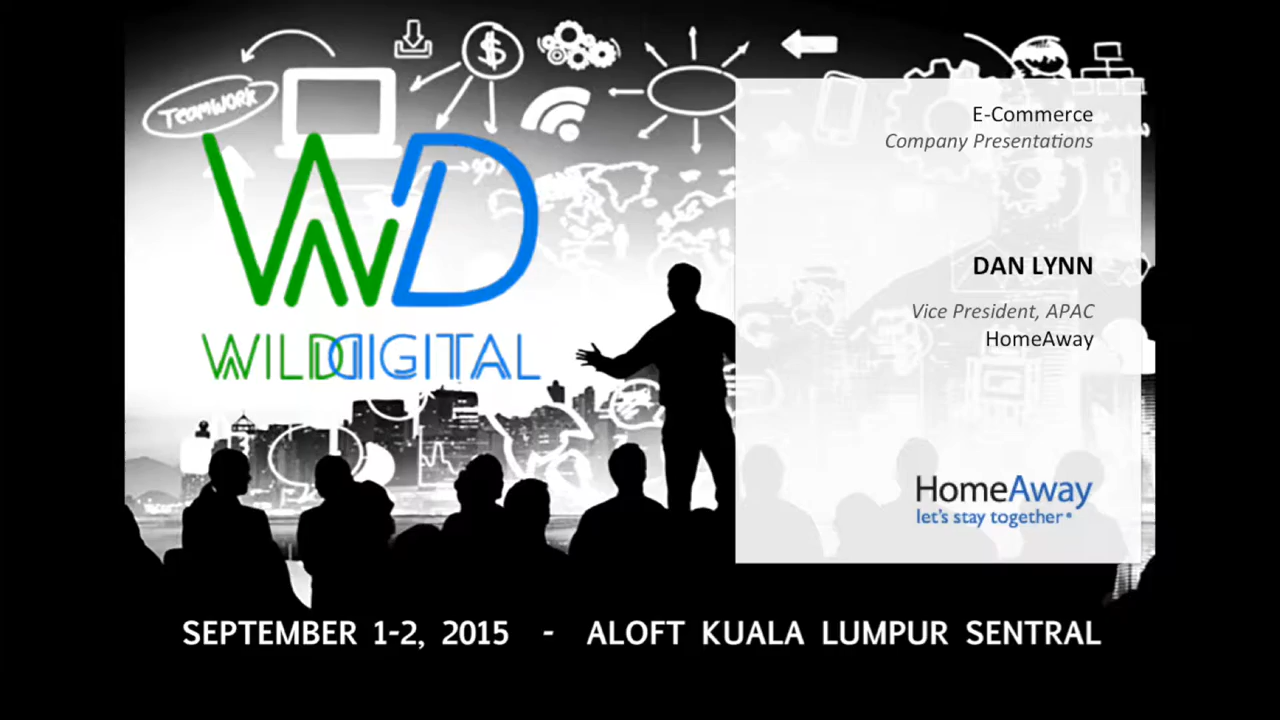 TEAMWORK
$
WD
WILDDIGITAL
E-Commerce
Company Presentations
DAN LYNN
Vice President, APAC
HomeAway
HomeAway
let's stay together
SEPTEMBER 1-2, 2015 - ALOFT KUALA LUMPUR SENTRAL